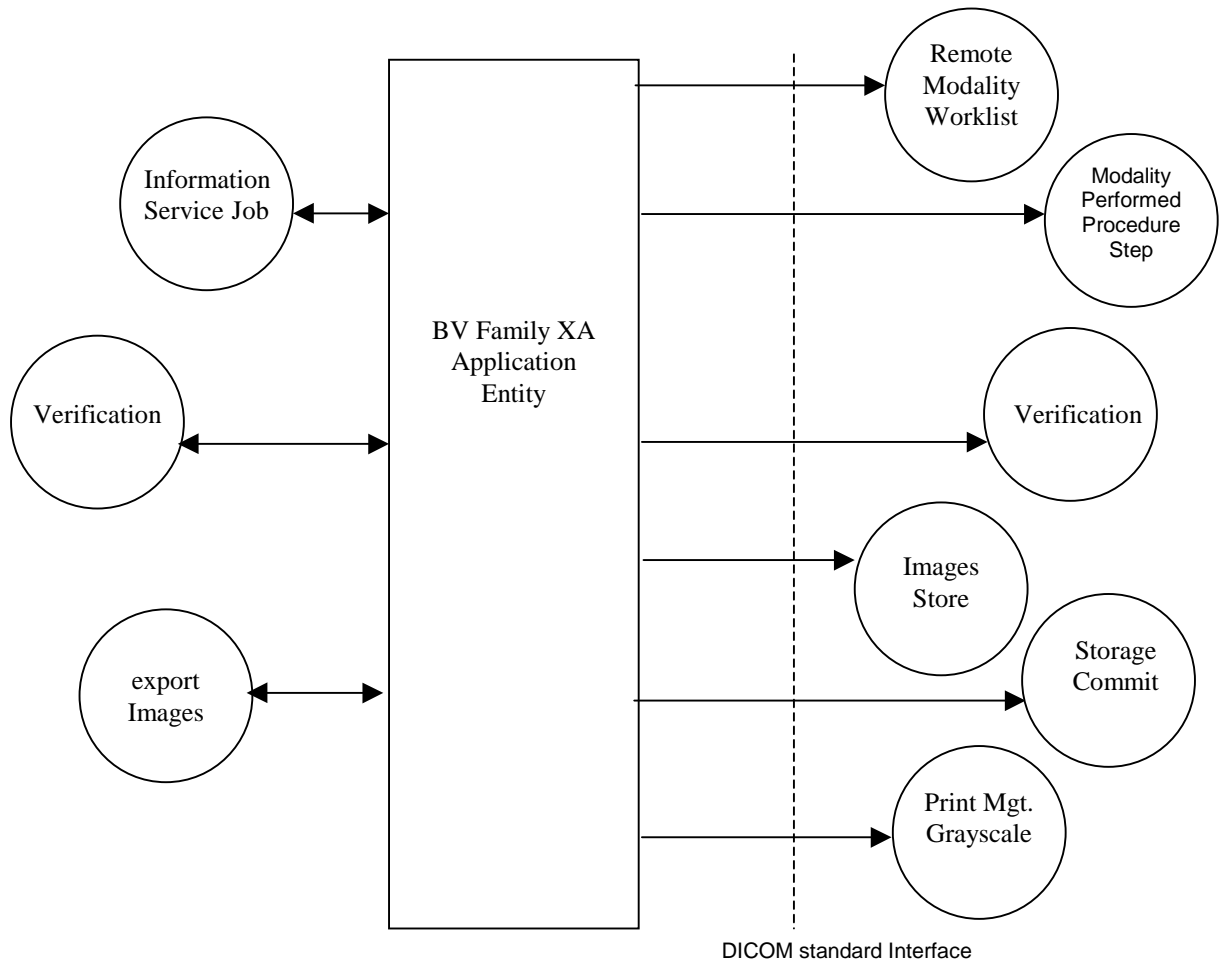 Remote
Modality
Worklist
Information
Service Job
Modality
Performed
Procedure
Step
BV Family XA
Application
Entity
Verification
Verification
Images
Store
export
Images
Storage
Commit
Print Mgt.
Grayscale
DICOM standard Interface